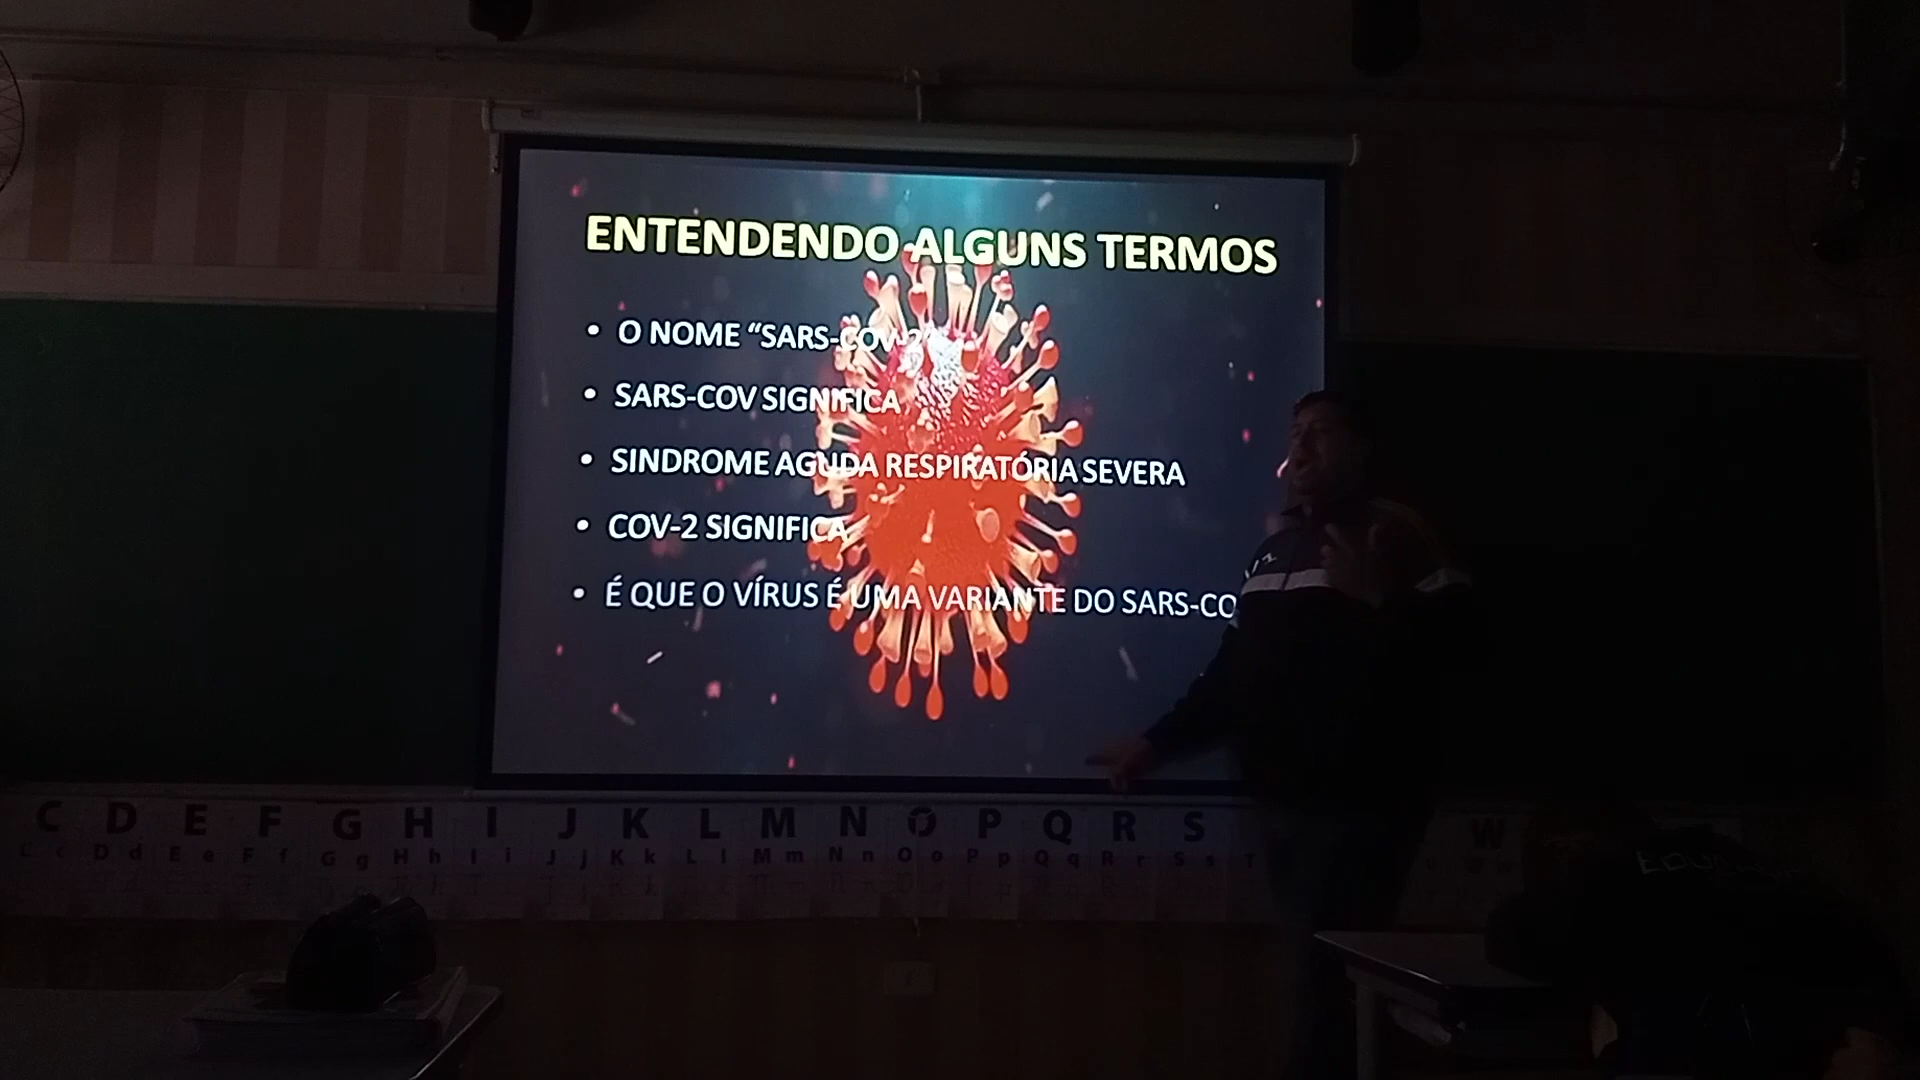 ENTENDENDO ALGUNS TERMOS
• O NOME “SARS-COV-2”
• SARS-COV SIGNIFICA
• SINDROME AGUDA RESPIRATÓRIA SEVERA
• COV-2 SIGNIFICA
• É QUE O VÍRUS É UMA VARIANTE DO SARS-CO
C D E F G H I J K L M N O P Q R S W
C c D d E e F f G g H h I i J j K k L l M m N n O o P p Q q R r S s T